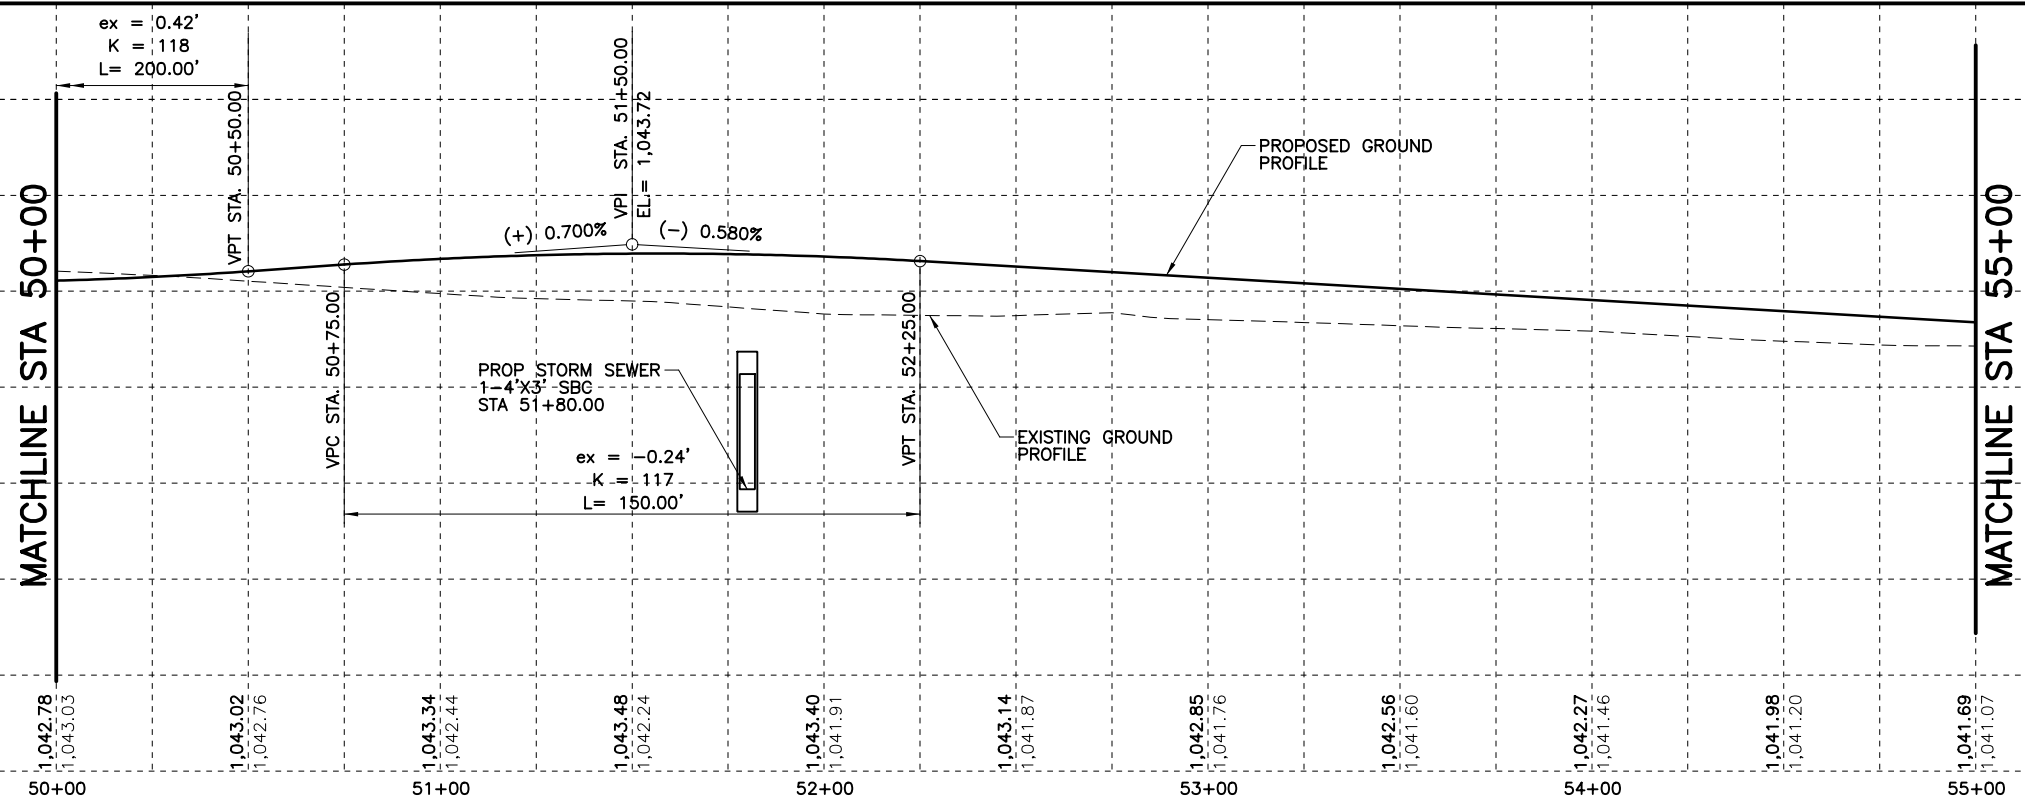 ex = 0.42'
K = 118
L= 200.00'
VPT STA. 50+50.00
VPI STA. 51+50.00
EL.= 1,043.72
(+) 0.700%
(-) 0.580%
PROPOSED GROUND
PROFILE
MATCHLINE STA 50+00
MATCHLINE STA 55+00
VPC STA. 50+75.00
VPT STA. 52+25.00
PROP STORM SEWER
1-4'X3' SBC
STA 51+80.00
EXISTING GROUND
PROFILE
ex = -0.24'
K = 117
L= 150.00'
1,042.78
1,043.03
1,043.02
1,042.76
1,043.34
1,042.44
1,043.48
1,042.24
1,043.40
1,041.91
1,043.14
1,041.87
1,042.85
1,041.76
1,042.56
1,041.60
1,042.27
1,041.46
1,041.98
1,041.20
1,041.69
1,041.07
50+00
51+00
52+00
53+00
54+00
55+00